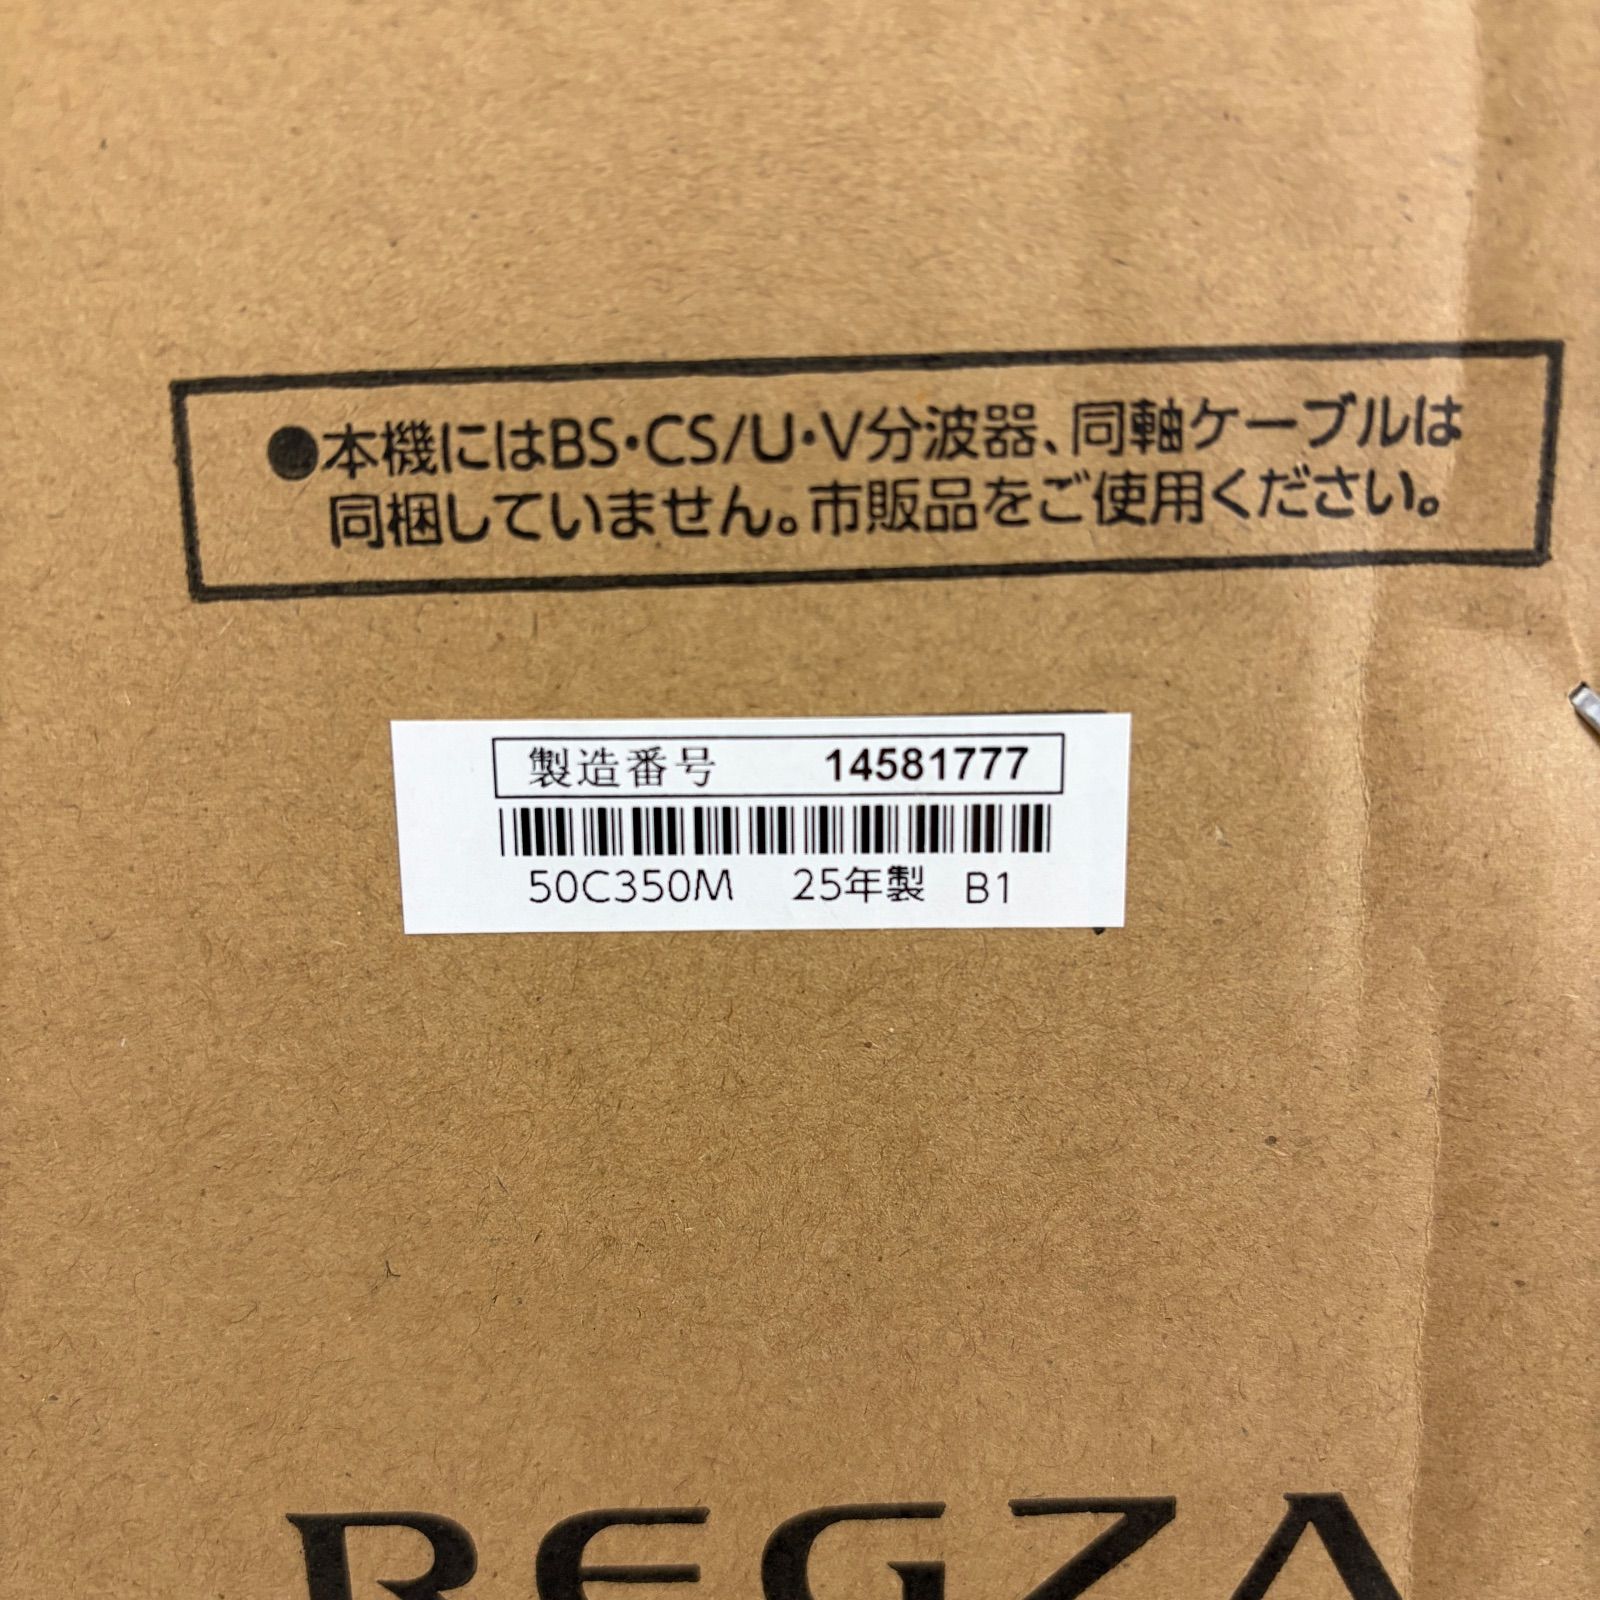 ●本機にはBS・CS/U・V分波器、同軸ケーブルは
同梱していません。市販品をご使用ください。
製造番号 14581777
50C350M 25年製 B1
REGZA